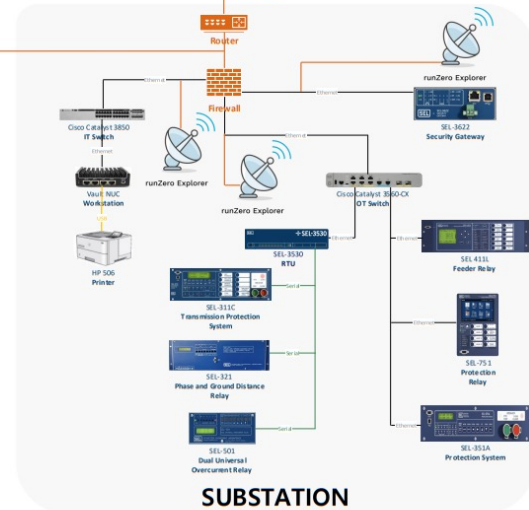 Router
runZero Explorer
Ethernet
Firewall
Ethernet
SEL-3622
Security Gateway
Cisco Catalyst 3850
IT Switch
Ethernet
Ethernet
Vault NUC
Workstation
runZero Explorer
runZero Explorer
Cisco Catalyst 3560-CX
OT Switch
USB
SEL-3530
Ethernet
Ethernet
SEL-3530
RTU
HP 506
Printer
SEL 411L
Feeder Relay
Serial
SEL-311C
Transmission Protection
System
Ethernet
Serial
SEL-751
Protection
Relay
SEL-321
Phase and Ground Distance
Relay
Serial
Ethernet
SEL-501
Dual Universal
Overcurrent Relay
SEL-351A
Protection System
SUBSTATION